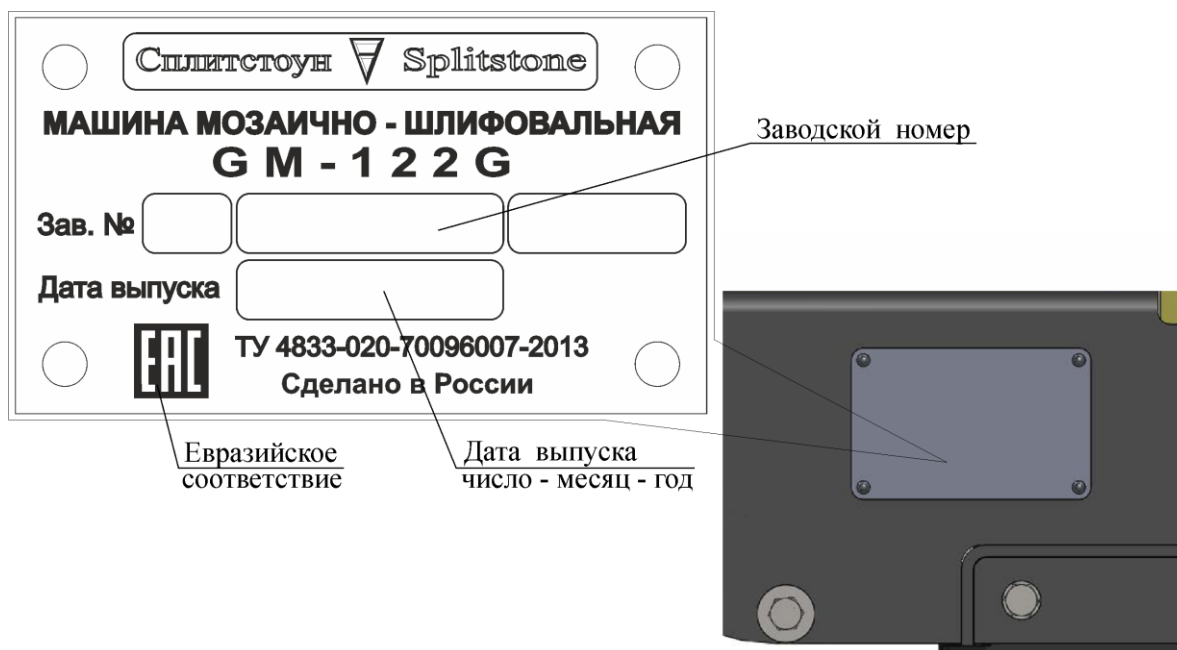 Сплитстоун Splitstone
МАШИНА МОЗАИЧНО - ШЛИФОВАЛЬНАЯ
GM-122G
Зав. №
Дата выпуска
EAC
ТУ 4833-020-70096007-2013
Сделано в России
Заводской номер
Евразийское
соответствие
Дата выпуска
число - месяц - год